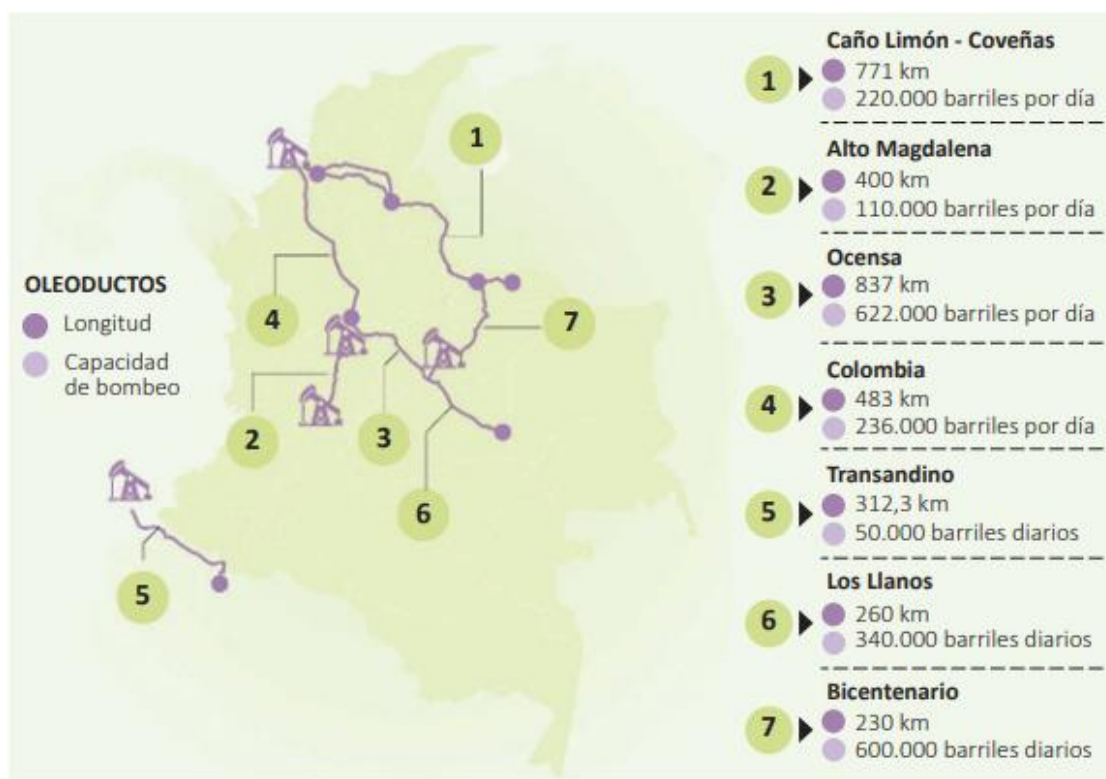 OLEODUCTOS
Longitud
Capacidad
de bombeo
1
4
7
2
3
6
5
1
Caño Limón - Coveñas
771 km
220.000 barriles por día
2
Alto Magdalena
400 km
110.000 barriles por día
3
Ocensa
837 km
622.000 barriles por día
4
Colombia
483 km
236.000 barriles por día
5
Transandino
312,3 km
50.000 barriles diarios
6
Los Llanos
260 km
340.000 barriles diarios
7
Bicentenario
230 km
600.000 barriles diarios